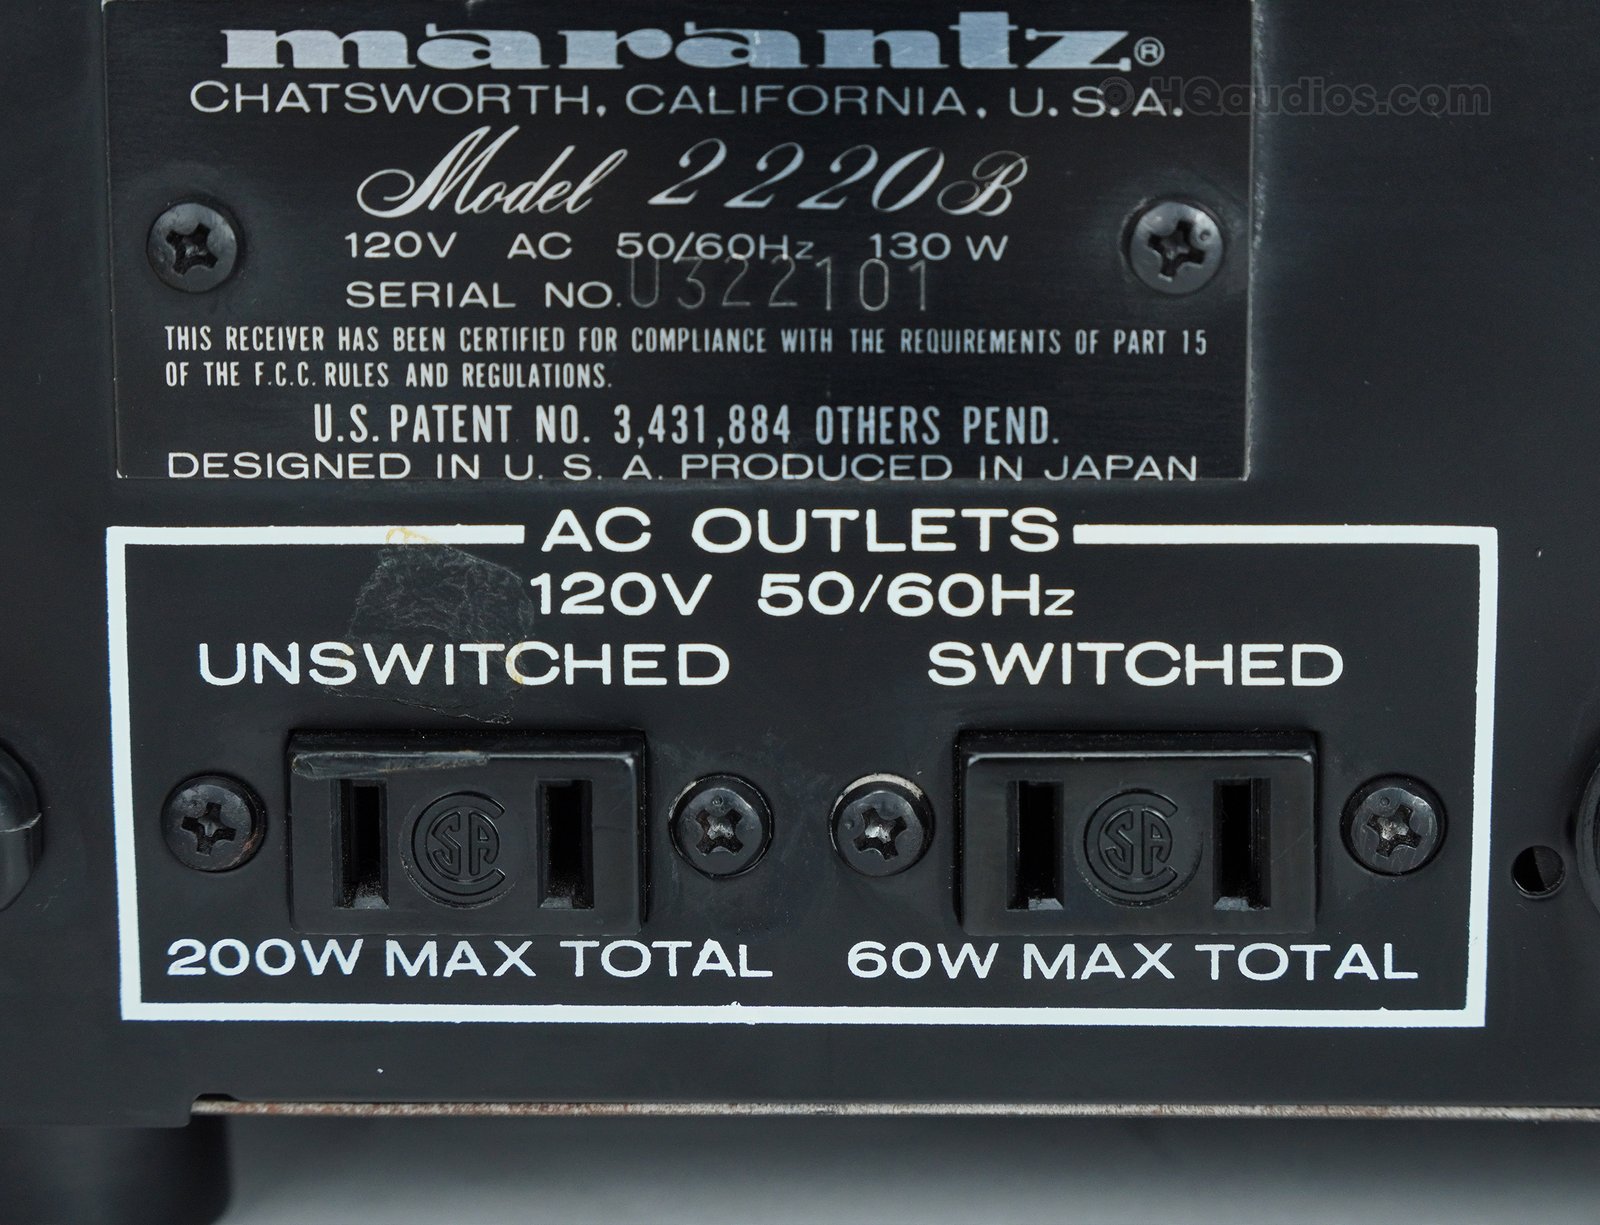 marantz®
CHATSWORTH, CALIFORNIA, U.S.A.
© HQaudios.com
Model 2220B
120V AC 50/60Hz 130W
SERIAL NO. U322101
THIS RECEIVER HAS BEEN CERTIFIED FOR COMPLIANCE WITH THE REQUIREMENTS OF PART 15
OF THE F.C.C. RULES AND REGULATIONS.
U.S. PATENT NO. 3,431,884 OTHERS PEND.
DESIGNED IN U.S.A. PRODUCED IN JAPAN
AC OUTLETS
120V 50/60Hz
UNSWITCHED SWITCHED
CSA CSA
200W MAX TOTAL 60W MAX TOTAL